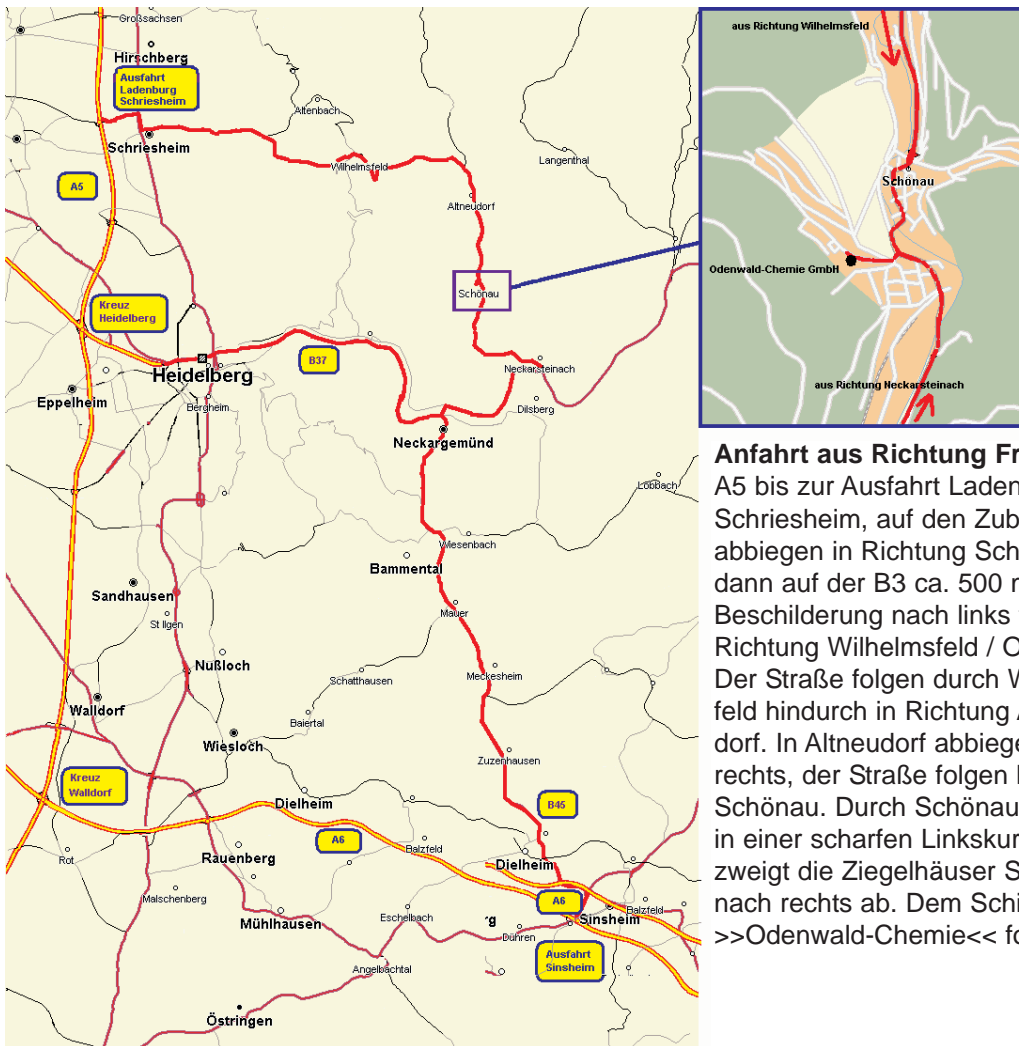 Großsachsen
Hirschberg
Ausfahrt
Ladenburg
Schriesheim
Altenbach
Schriesheim
Wilhelmsfeld
Langenthal
A5
Altneudorf
Schönau
Kreuz
Heidelberg
B37
Heidelberg
Neckarsteinach
Eppelheim
Bergheim
Dilsberg
Neckargemünd
Lobbach
Wiesenbach
Bammental
Sandhausen
Mauer
St Ilgen
Nußloch
Schatthausen
Meckesheim
Walldorf
Baiertal
Wiesloch
Zuzenhausen
Kreuz
Walldorf
Dielheim
B45
A6
Balzfeld
Rot
Rauenberg
Dielheim
Malschenberg
A6
Balzfeld
Mühlhausen
Eschelbach
rg
Sinsheim
Dühren
Ausfahrt
Sinsheim
Angelbachtal
Östringen
aus Richtung Wilhelmsfeld
Schönau
Odenwald-Chemie GmbH
aus Richtung Neckarsteinach
Anfahrt aus Richtung Fr
A5 bis zur Ausfahrt Laden
Schriesheim, auf den Zub
abbiegen in Richtung Sch
dann auf der B3 ca. 500 m
Beschilderung nach links
Richtung Wilhelmsfeld / O
Der Straße folgen durch W
feld hindurch in Richtung A
dorf. In Altneudorf abbiege
rechts, der Straße folgen
Schönau. Durch Schönau
in einer scharfen Linkskur
zweigt die Ziegelhäuser S
nach rechts ab. Dem Schi
>>Odenwald-Chemie<< fo